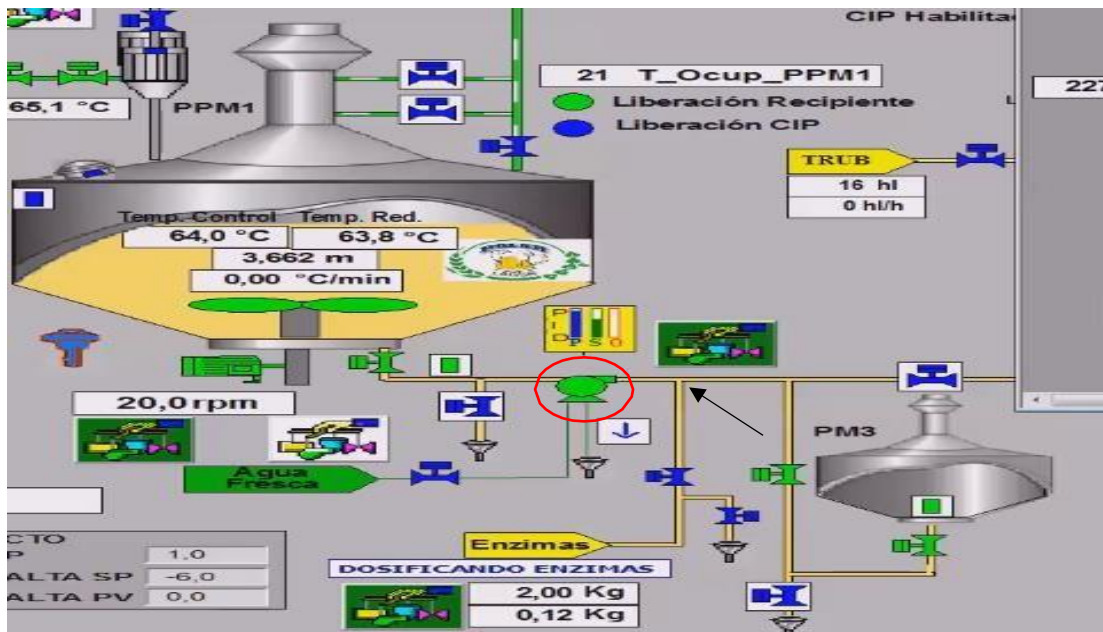 CIP Habilita
21 T_Ocup_PPM1
65,1 °C
PPM1
227
Liberación Recipiente
Liberación CIP
TRUB
16 hl
0 hl/h
Temp. Control Temp. Red.
64,0 °C 63,8 °C
3,662 m
0,00 °C/min
P I D
P S O
20,0 rpm
PM3
Agua
Fresca
Enzimas
CTO
P 1,0
DOSIFICANDO ENZIMAS
ALTA SP -6,0
2,00 Kg
ALTA PV 0,0
0,12 Kg